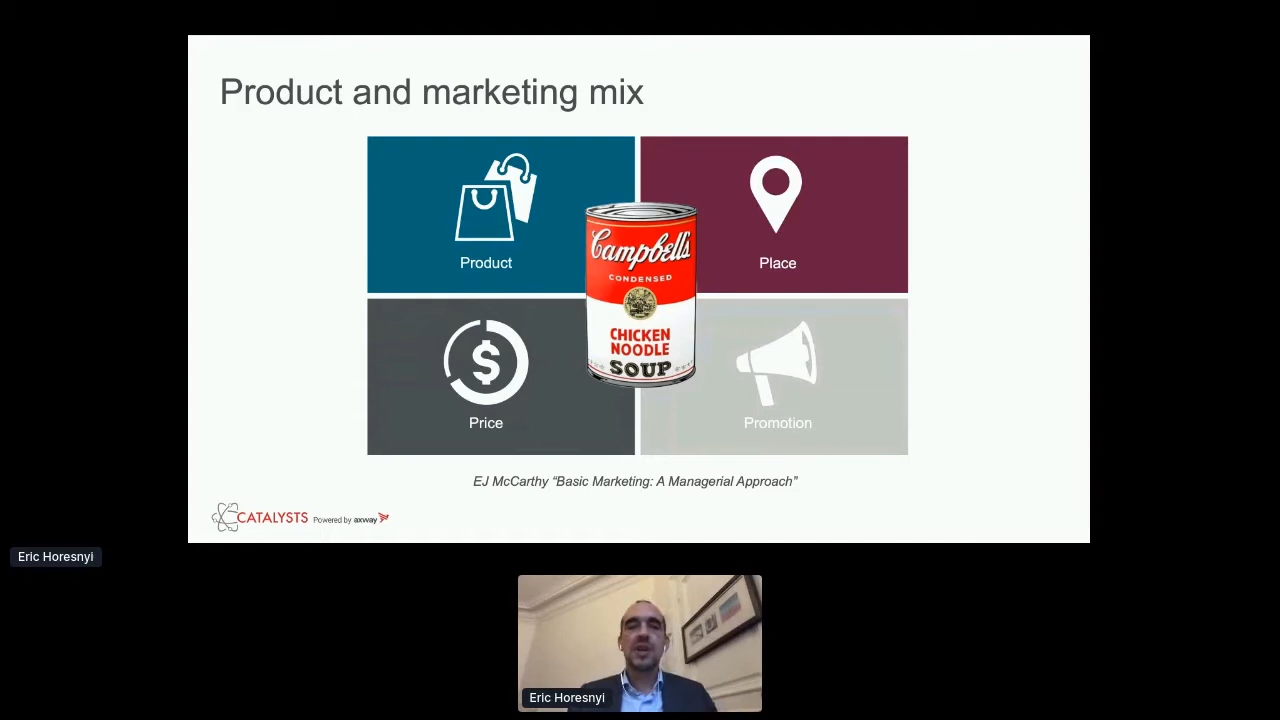 Product and marketing mix
Product
Place
Campbell's
CONDENSED
CHICKEN
NOODLE
SOUP
Price
Promotion
EJ McCarthy “Basic Marketing: A Managerial Approach”
CATALYSTS Powered by axway
Eric Horesnyi
Eric Horesnyi